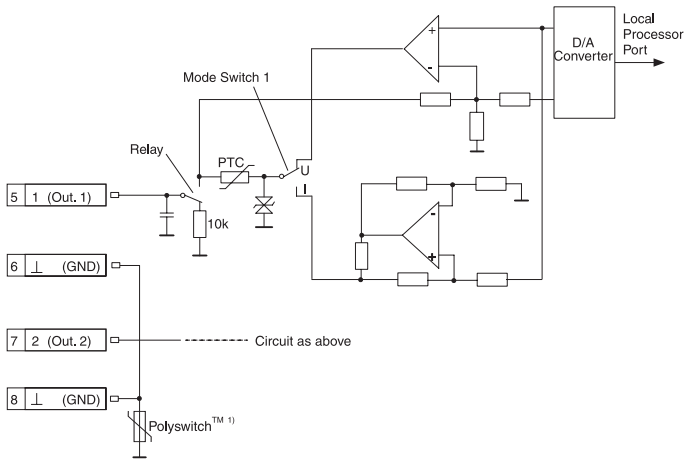 Local
Processor
Port
D/A
Converter
+
-
Mode Switch 1
Relay
PTC
U
I
10k
-
+
5 1 (Out. 1)
6 ⊥ (GND)
7 2 (Out. 2)
Circuit as above
8 ⊥ (GND)
Polyswitch™ 1)